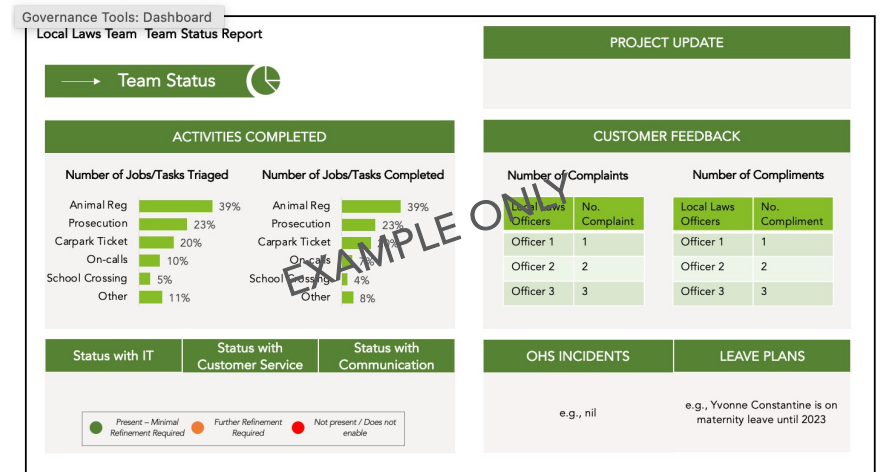 Governance Tools: Dashboard
Local Laws Team Team Status Report
Team Status
PROJECT UPDATE
ACTIVITIES COMPLETED
Number of Jobs/Tasks Triaged
Animal Reg 39%
Prosecution 23%
Carpark Ticket 20%
On-calls 10%
School Crossing 5%
Other 11%
Number of Jobs/Tasks Completed
Animal Reg 39%
Prosecution 23%
Carpark Ticket
On-calls 7%
School Crossing 4%
Other 8%
CUSTOMER FEEDBACK
Number of Complaints
Local Laws No.
Officers Complaint
Officer 1 1
Officer 2 2
Officer 3 3
Number of Compliments
Local Laws No.
Officers Compliment
Officer 1 1
Officer 2 2
Officer 3 3
EXAMPLE ONLY
Status with IT
Status with
Customer Service
Status with
Communication
Present – Minimal
Refinement Required
Further Refinement
Required
Not present / Does not
enable
OHS INCIDENTS
e.g., nil
LEAVE PLANS
e.g., Yvonne Constantine is on
maternity leave until 2023